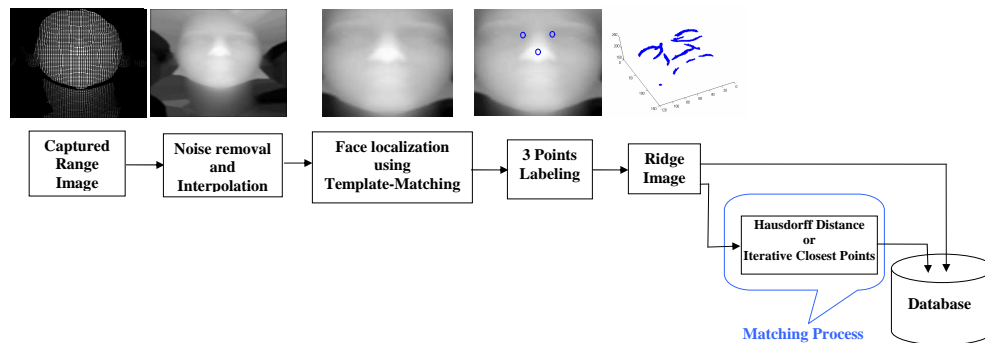 Captured
Range
Image
Noise removal
and
Interpolation
Face localization
using
Template-Matching
3 Points
Labeling
Ridge
Image
Hausdorff Distance
or
Iterative Closest Points
Database
Matching Process